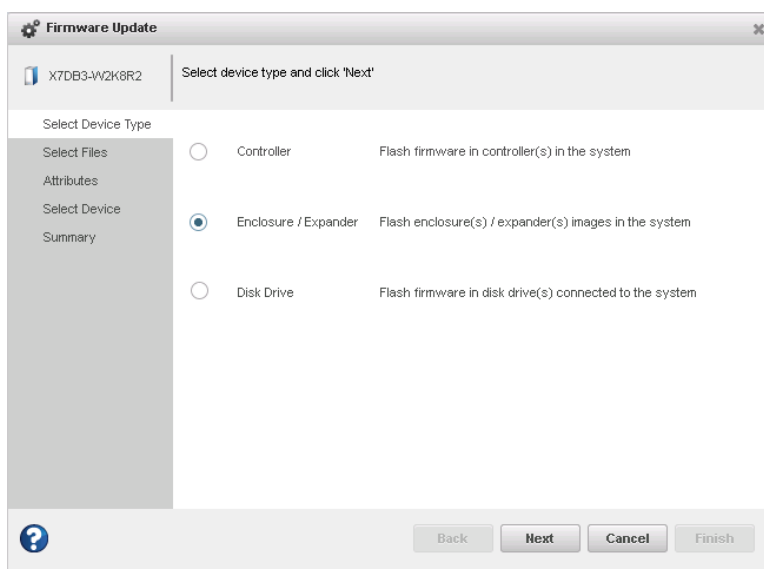 Firmware Update
X7DB3-W2K8R2
Select device type and click 'Next'
Select Device Type
Select Files
Attributes
Select Device
Summary
Controller Flash firmware in controller(s) in the system
Enclosure / Expander Flash enclosure(s) / expander(s) images in the system
Disk Drive Flash firmware in disk drive(s) connected to the system
?
Back Next Cancel Finish